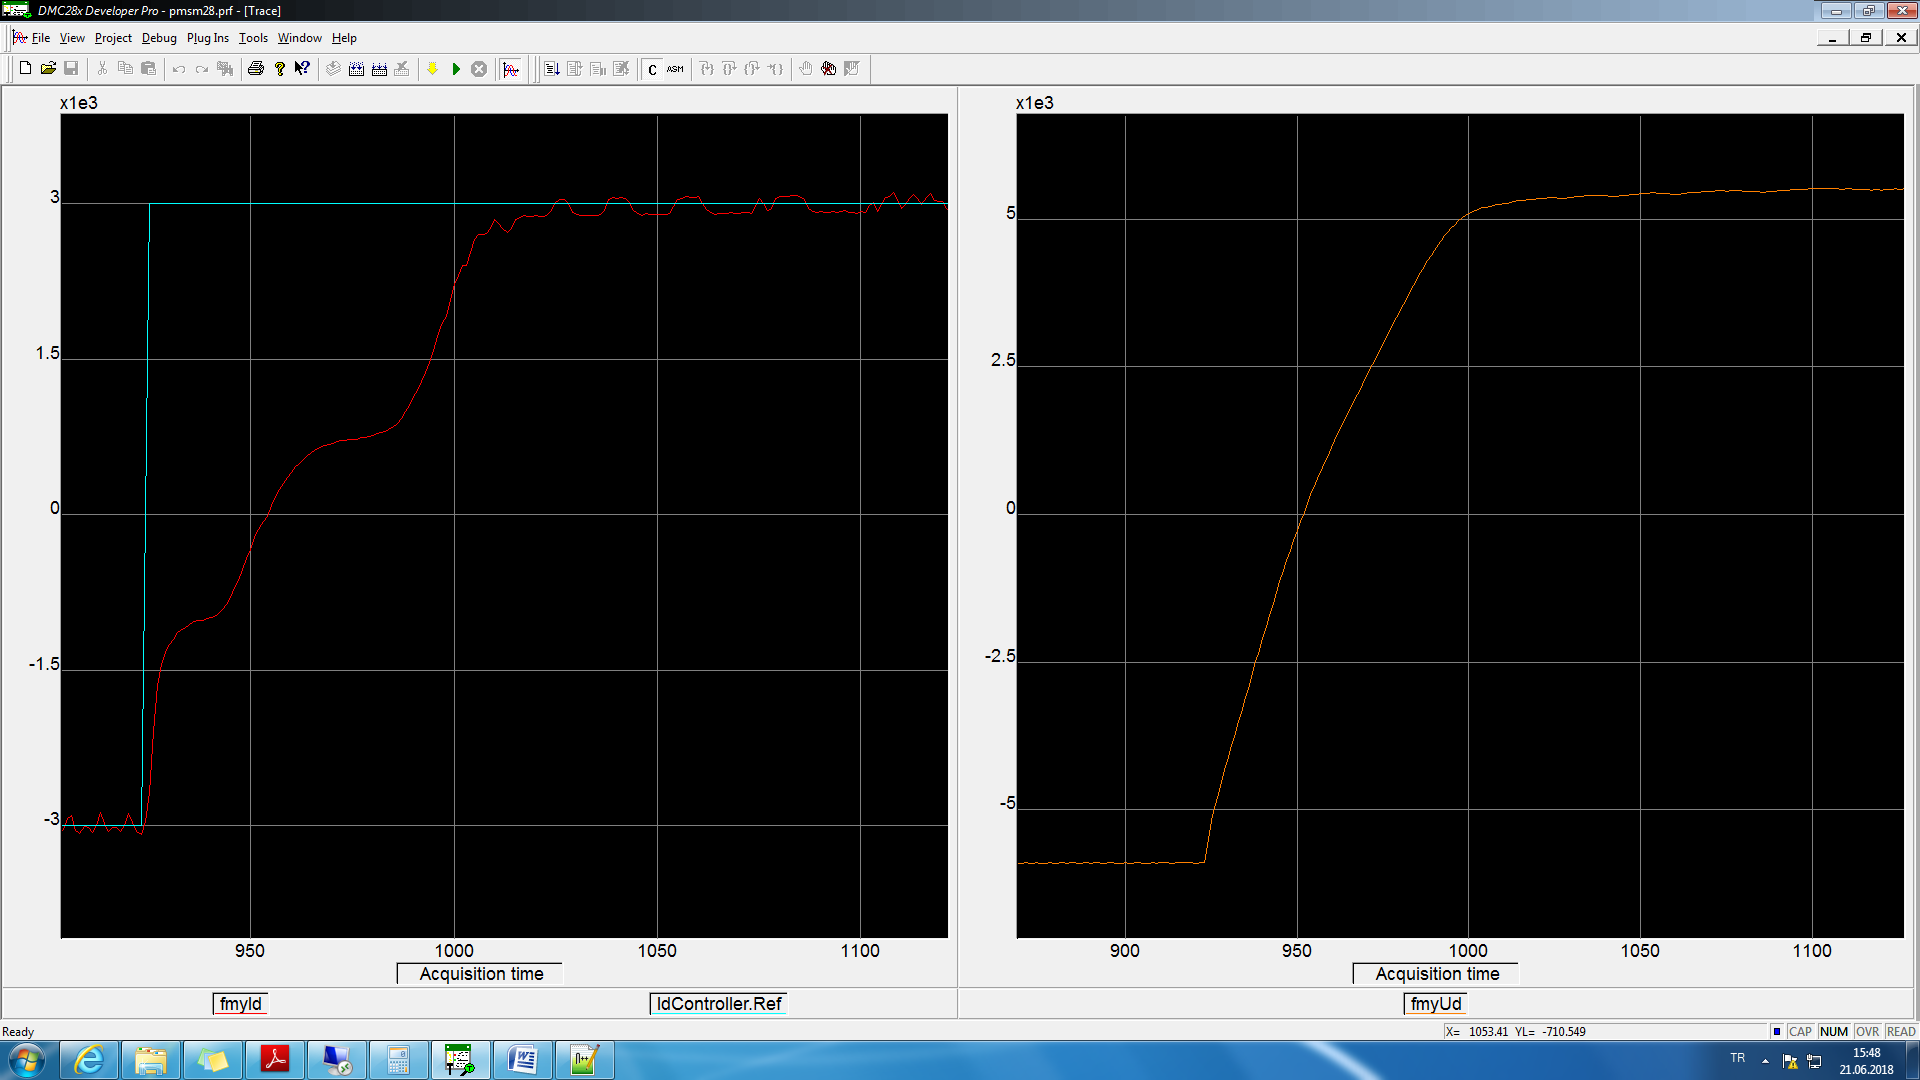 DMC28x Developer Pro - pmsm28.prf - [Trace]
File View Project Debug Plug Ins Tools Window Help
C ASM
x1e3
3
1.5
0
-1.5
-3
950 1000 1050 1100
Acquisition time
fmyId IdController.Ref
x1e3
5
2.5
0
-2.5
-5
900 950 1000 1050 1100
Acquisition time
fmyUd
Ready
X= 1053.41 YL= -710.549
CAP NUM OVR READ
TR
15:48
21.06.2018